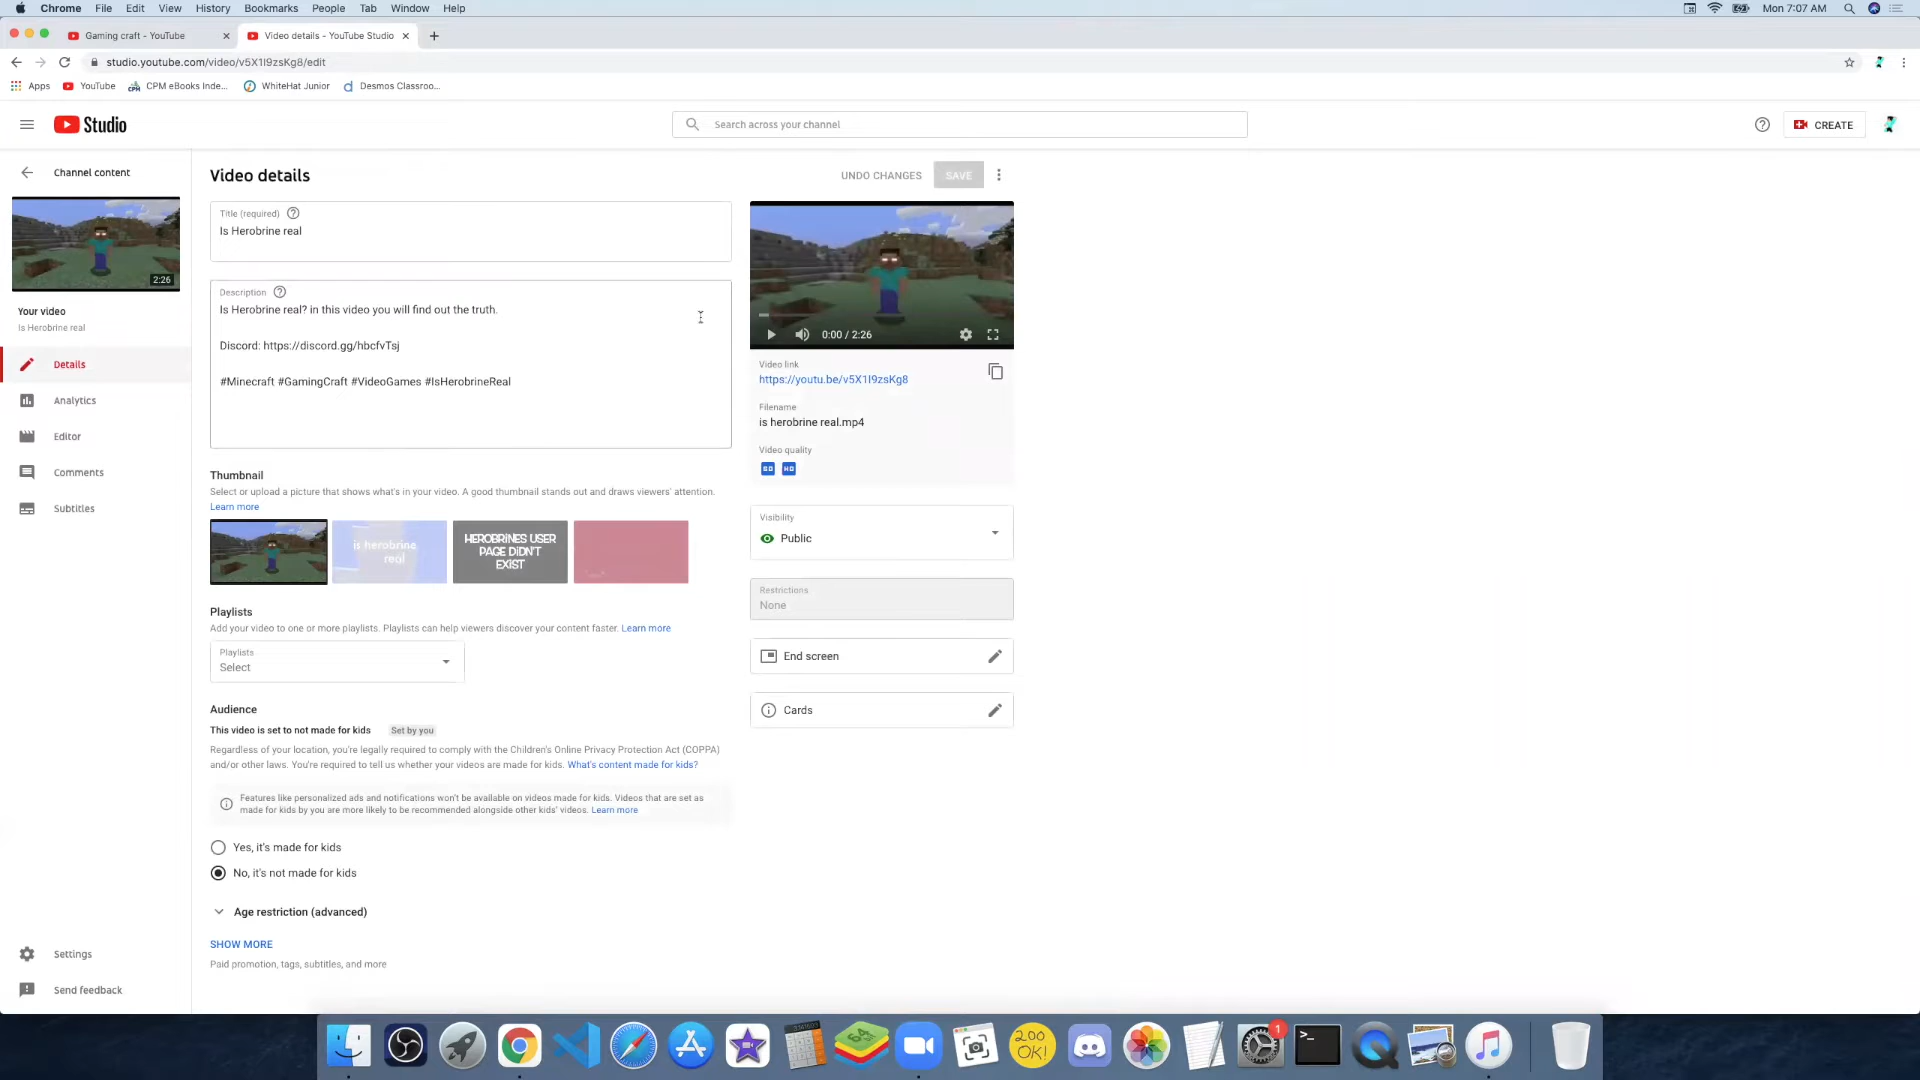 Chrome File Edit View History Bookmarks People Tab Window Help
Mon 7:07 AM
Gaming craft - YouTube
Video details - YouTube Studio
studio.youtube.com/video/v5X1I9zsKg8/edit
Apps YouTube CPM eBooks Inde... WhiteHat Junior Desmos Classroo...
Studio
Search across your channel
CREATE
Channel content
2:26
Your video
Is Herobrine real
Details
Analytics
Editor
Comments
Subtitles
Settings
Send feedback
Video details
UNDO CHANGES
SAVE
Title (required)
Is Herobrine real
Description
Is Herobrine real? in this video you will find out the truth.
Discord: https://discord.gg/hbcfvTsj
#Minecraft #GamingCraft #VideoGames #IsHerobrineReal
Thumbnail
Select or upload a picture that shows what's in your video. A good thumbnail stands out and draws viewers' attention.
Learn more
is herobrine
real
HEROBRINES USER
PAGE DIDN'T
EXIST
Playlists
Add your video to one or more playlists. Playlists can help viewers discover your content faster. Learn more
Playlists
Select
Audience
This video is set to not made for kids Set by you
Regardless of your location, you're legally required to comply with the Children's Online Privacy Protection Act (COPPA)
and/or other laws. You're required to tell us whether your videos are made for kids. What's content made for kids?
Features like personalized ads and notifications won't be available on videos made for kids. Videos that are set as
made for kids by you are more likely to be recommended alongside other kids' videos. Learn more
Yes, it's made for kids
No, it's not made for kids
Age restriction (advanced)
SHOW MORE
Paid promotion, tags, subtitles, and more
0:00 / 2:26
Video link
https://youtu.be/v5X1I9zsKg8
Filename
is herobrine real.mp4
Video quality
SD HD
Visibility
Public
Restrictions
None
End screen
Cards
64
200
OK!
1